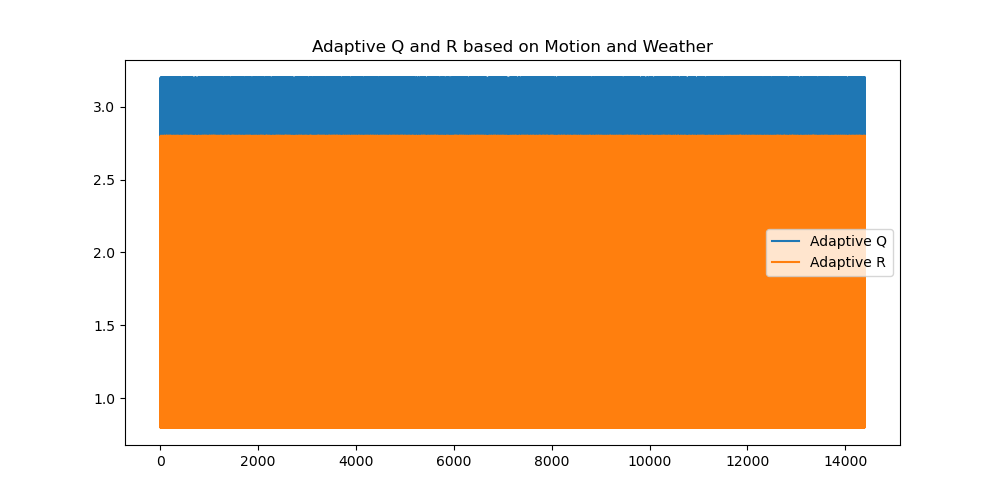 Adaptive Q and R based on Motion and Weather
3.0
2.5
2.0
1.5
1.0
Adaptive Q
Adaptive R
0 2000 4000 6000 8000 10000 12000 14000